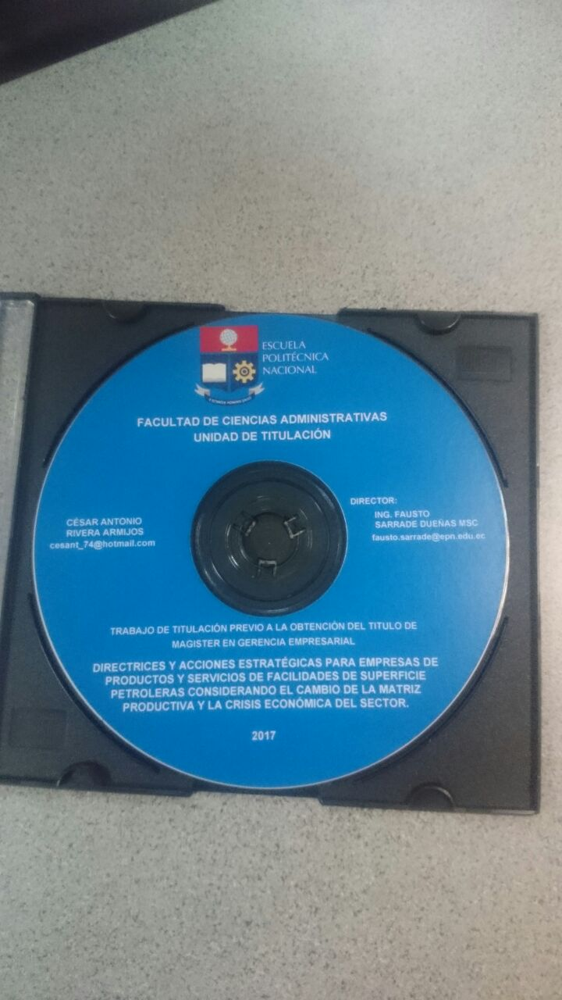 ESCUELA
POLITÉCNICA
NACIONAL
FACULTAD DE CIENCIAS ADMINISTRATIVAS
UNIDAD DE TITULACIÓN
CÉSAR ANTONIO
RIVERA ARMIJOS
cesant_74@hotmail.com
DIRECTOR:
ING. FAUSTO
SARRADE DUEÑAS MSC
fausto.sarrade@epn.edu.ec
TRABAJO DE TITULACIÓN PREVIO A LA OBTENCIÓN DEL TITULO DE
MAGISTER EN GERENCIA EMPRESARIAL
DIRECTRICES Y ACCIONES ESTRATÉGICAS PARA EMPRESAS DE
PRODUCTOS Y SERVICIOS DE FACILIDADES DE SUPERFICIE
PETROLERAS CONSIDERANDO EL CAMBIO DE LA MATRIZ
PRODUCTIVA Y LA CRISIS ECONÓMICA DEL SECTOR.
2017